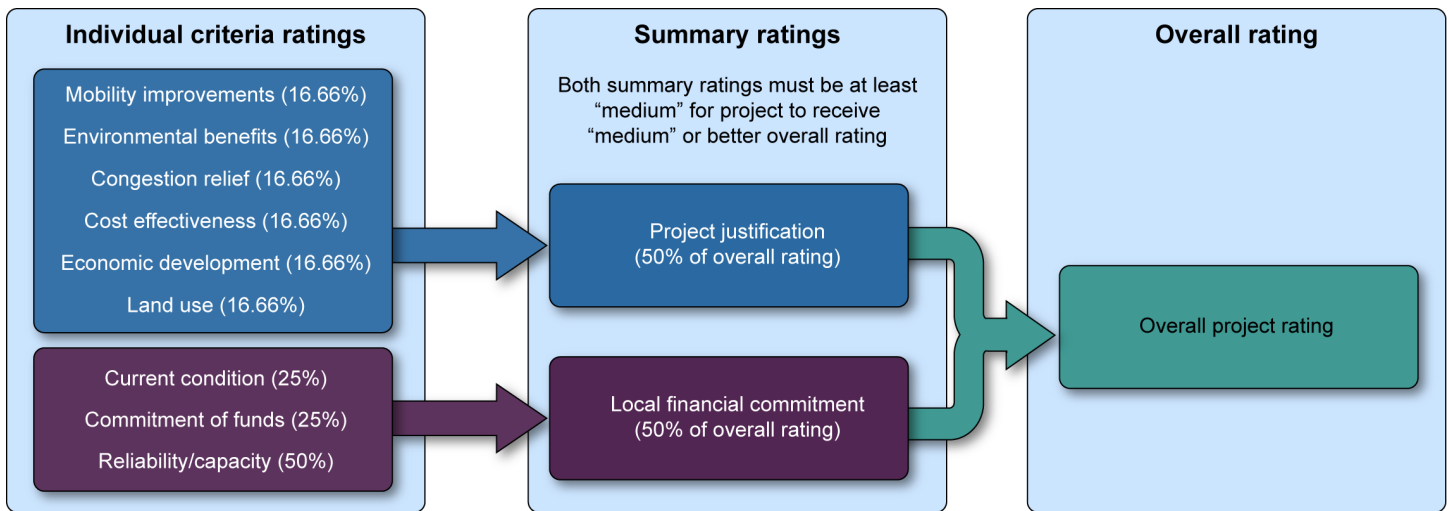 Individual criteria ratings
Mobility improvements (16.66%)
Environmental benefits (16.66%)
Congestion relief (16.66%)
Cost effectiveness (16.66%)
Economic development (16.66%)
Land use (16.66%)
Current condition (25%)
Commitment of funds (25%)
Reliability/capacity (50%)
Summary ratings
Both summary ratings must be at least
“medium” for project to receive
“medium” or better overall rating
Project justification
(50% of overall rating)
Local financial commitment
(50% of overall rating)
Overall rating
Overall project rating